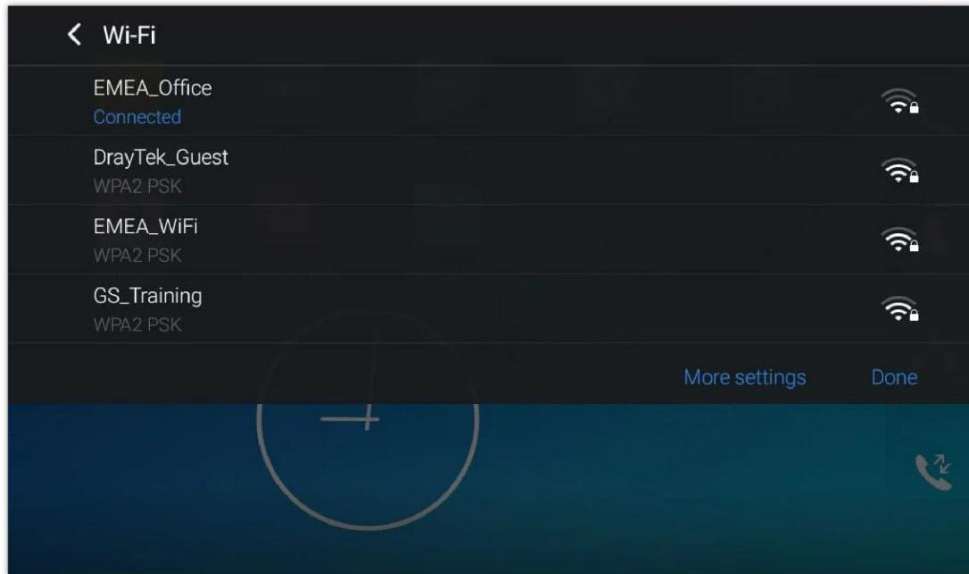 Wi-Fi
EMEA_Office
Connected
DrayTek_Guest
WPA2 PSK
EMEA_WiFi
WPA2 PSK
GS_Training
WPA2 PSK
More settings Done